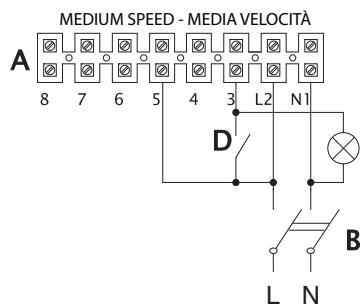 MEDIUM SPEED - MEDIA VELOCITÀ
A
8 7 6 5 4 3 L2 N1
D
B
L N